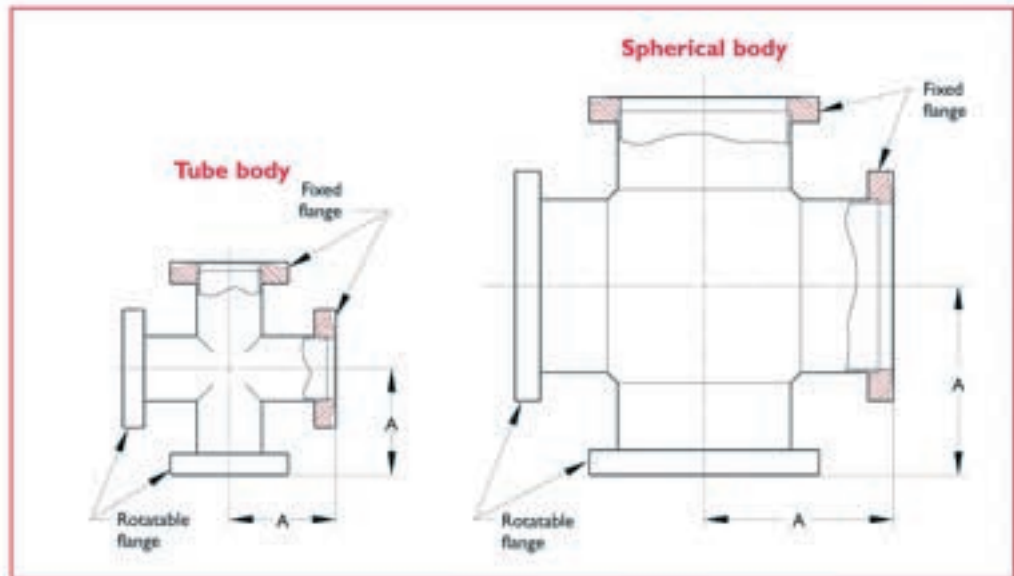 Spherical body
Fixed
flange
Tube body
Fixed
flange
A
A
A
A
Rotatable
flange
Rotatable
flange